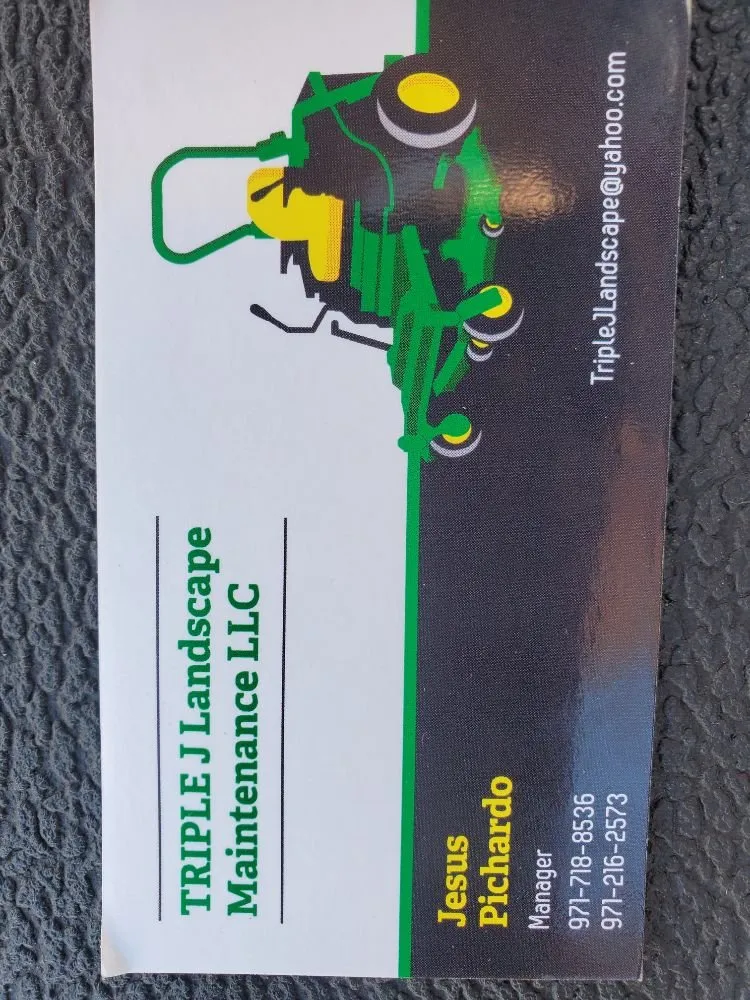 TRIPLE J Landscape
Maintenance LLC
Jesus
Pichardo
Manager
971-718-8536
971-216-2573
TripleJLandscape@yahoo.com